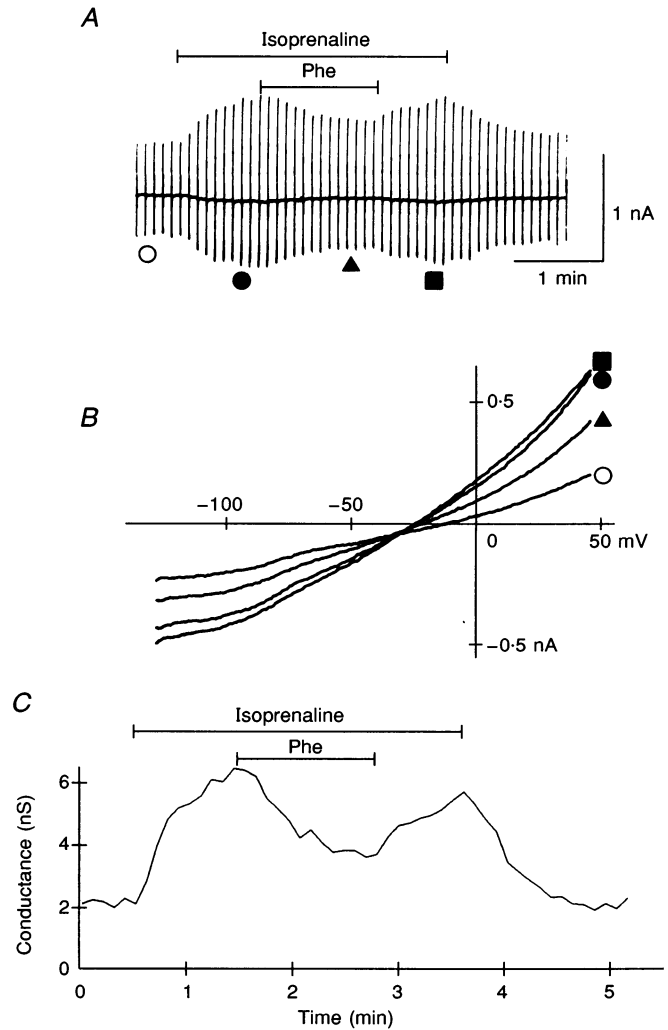 A
Isoprenaline
Phe
1 nA
1 min
B
0·5
−100
−50
0
50 mV
−0·5 nA
C
Isoprenaline
Phe
6
4
2
0
Conductance (nS)
0
1
2
3
4
5
Time (min)